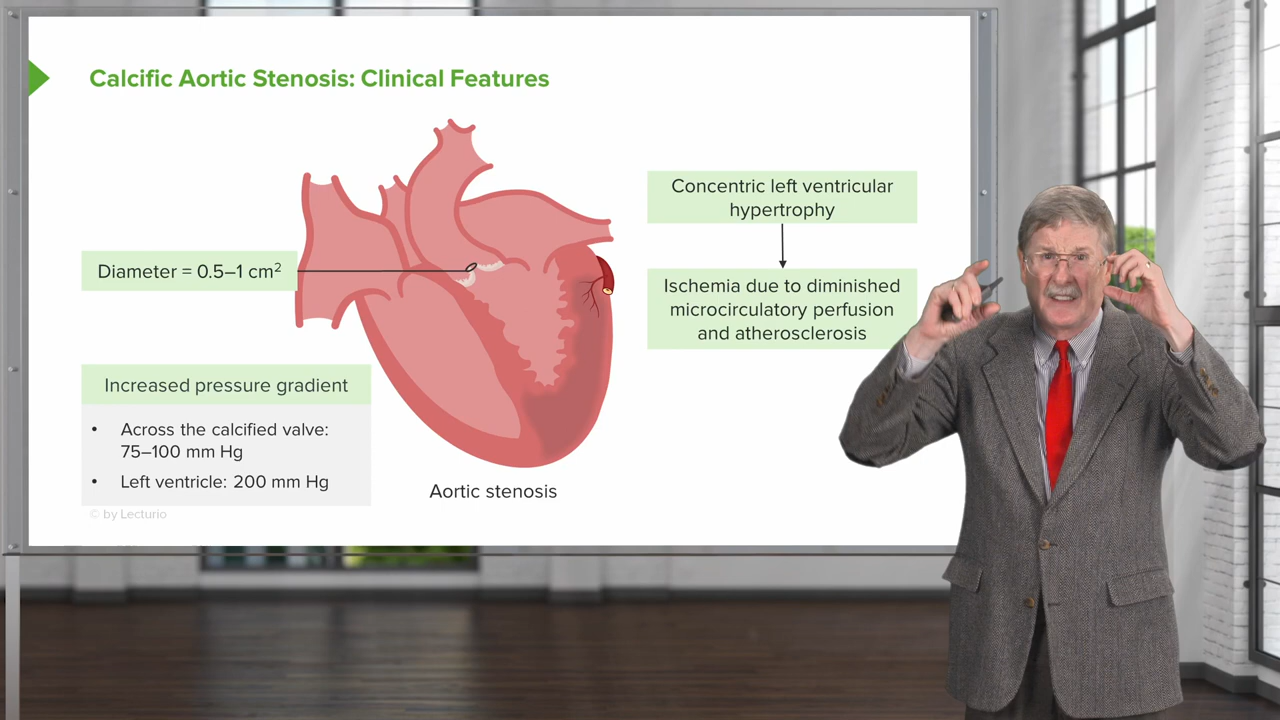 Calcific Aortic Stenosis: Clinical Features
Diameter = 0.5–1 cm²
Increased pressure gradient
• Across the calcified valve:
75–100 mm Hg
• Left ventricle: 200 mm Hg
© by Lecturio
Aortic stenosis
Concentric left ventricular
hypertrophy
Ischemia due to diminished
microcirculatory perfusion
and atherosclerosis